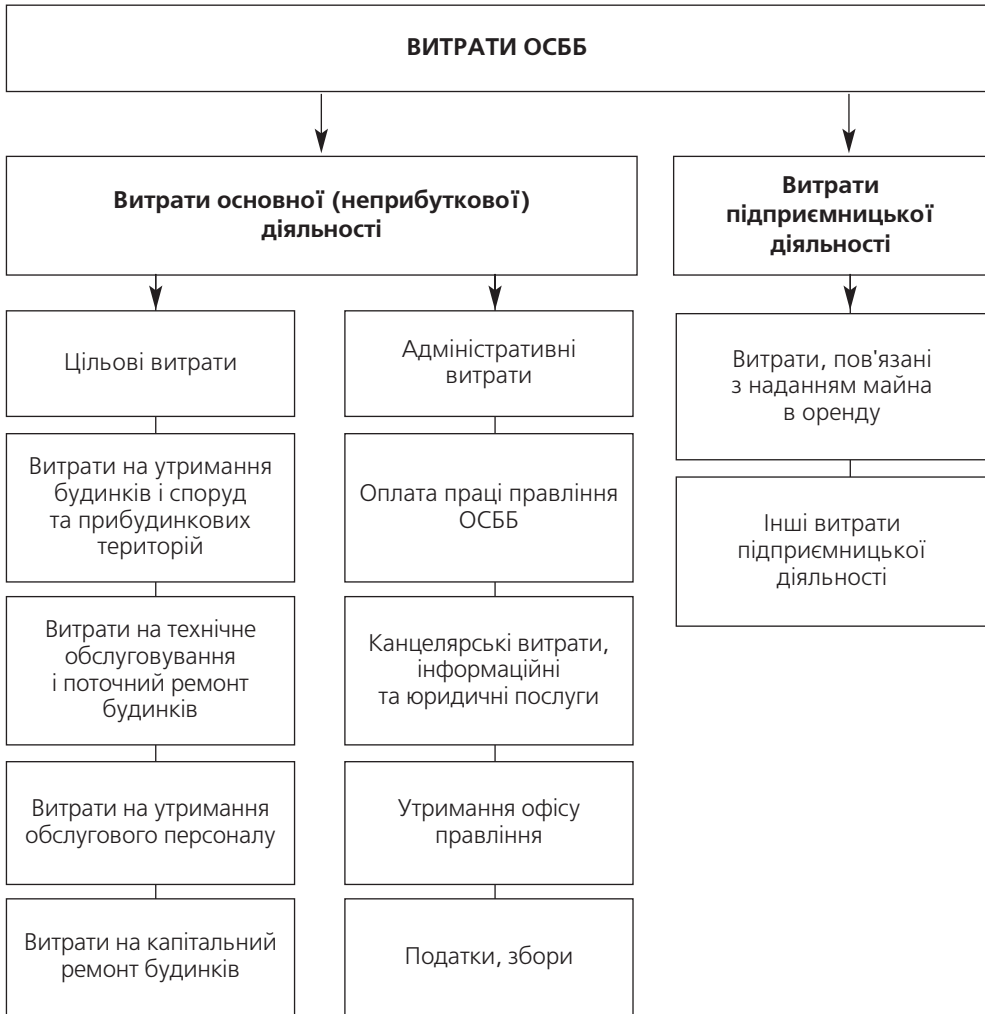 ВИТРАТИ ОСББ
Витрати основної (неприбуткової)
діяльності
Витрати
підприємницької
діяльності
Цільові витрати
Адміністративні
витрати
Витрати, пов'язані
з наданням майна
в оренду
Витрати на утримання
будинків і споруд
та прибудинкових
територій
Оплата праці правління
ОСББ
Інші витрати
підприємницької
діяльності
Витрати на технічне
обслуговування
і поточний ремонт
будинків
Канцелярські витрати,
інформаційні
та юридичні послуги
Витрати на утримання
обслугового персоналу
Утримання офісу
правління
Витрати на капітальний
ремонт будинків
Податки, збори